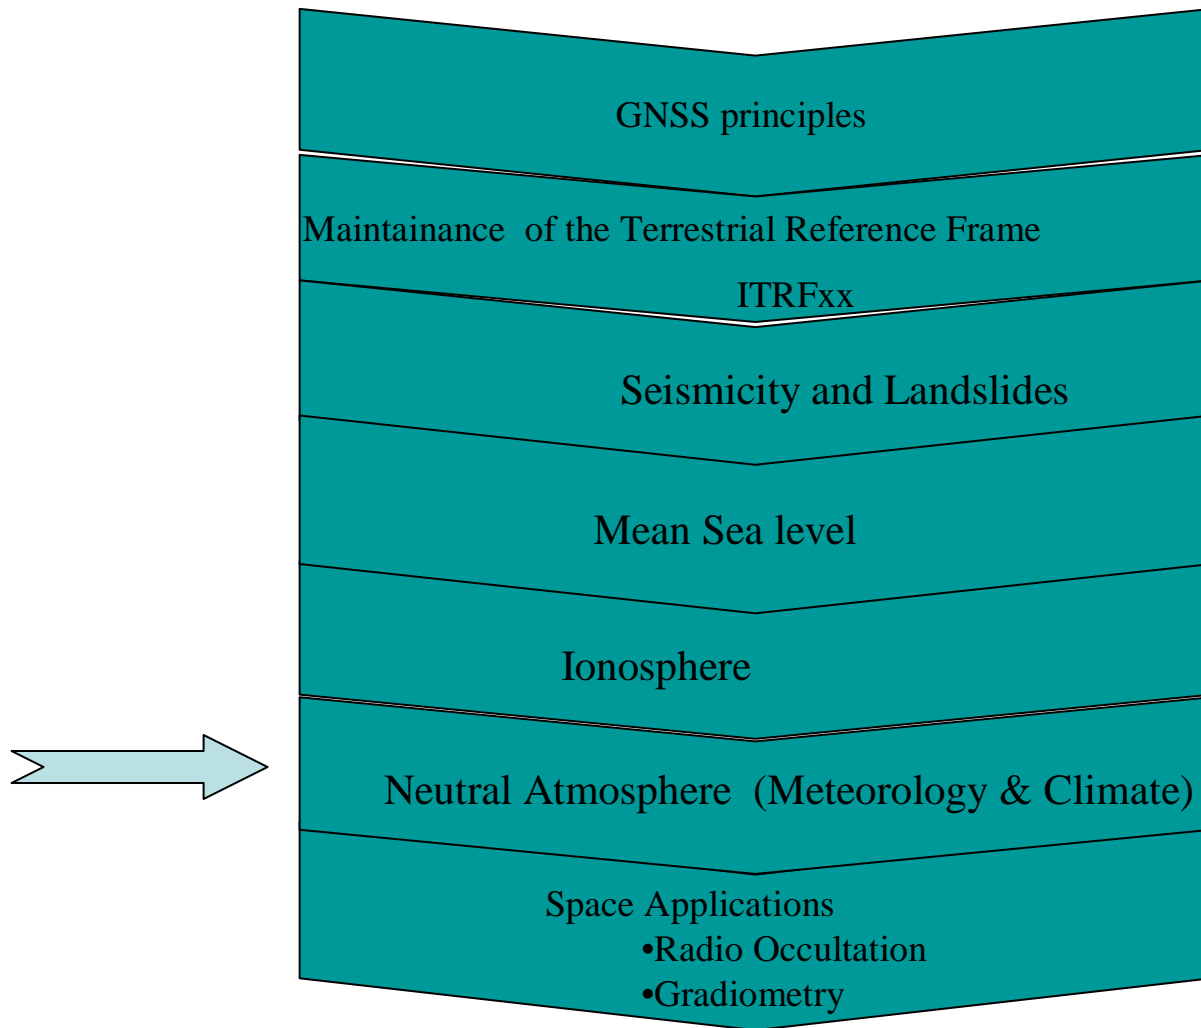 GNSS principles
Maintainance of the Terrestrial Reference Frame
ITRFxx
Seismicity and Landslides
Mean Sea level
Ionosphere
Neutral Atmosphere (Meteorology & Climate)
Space Applications
•Radio Occultation
•Gradiometry